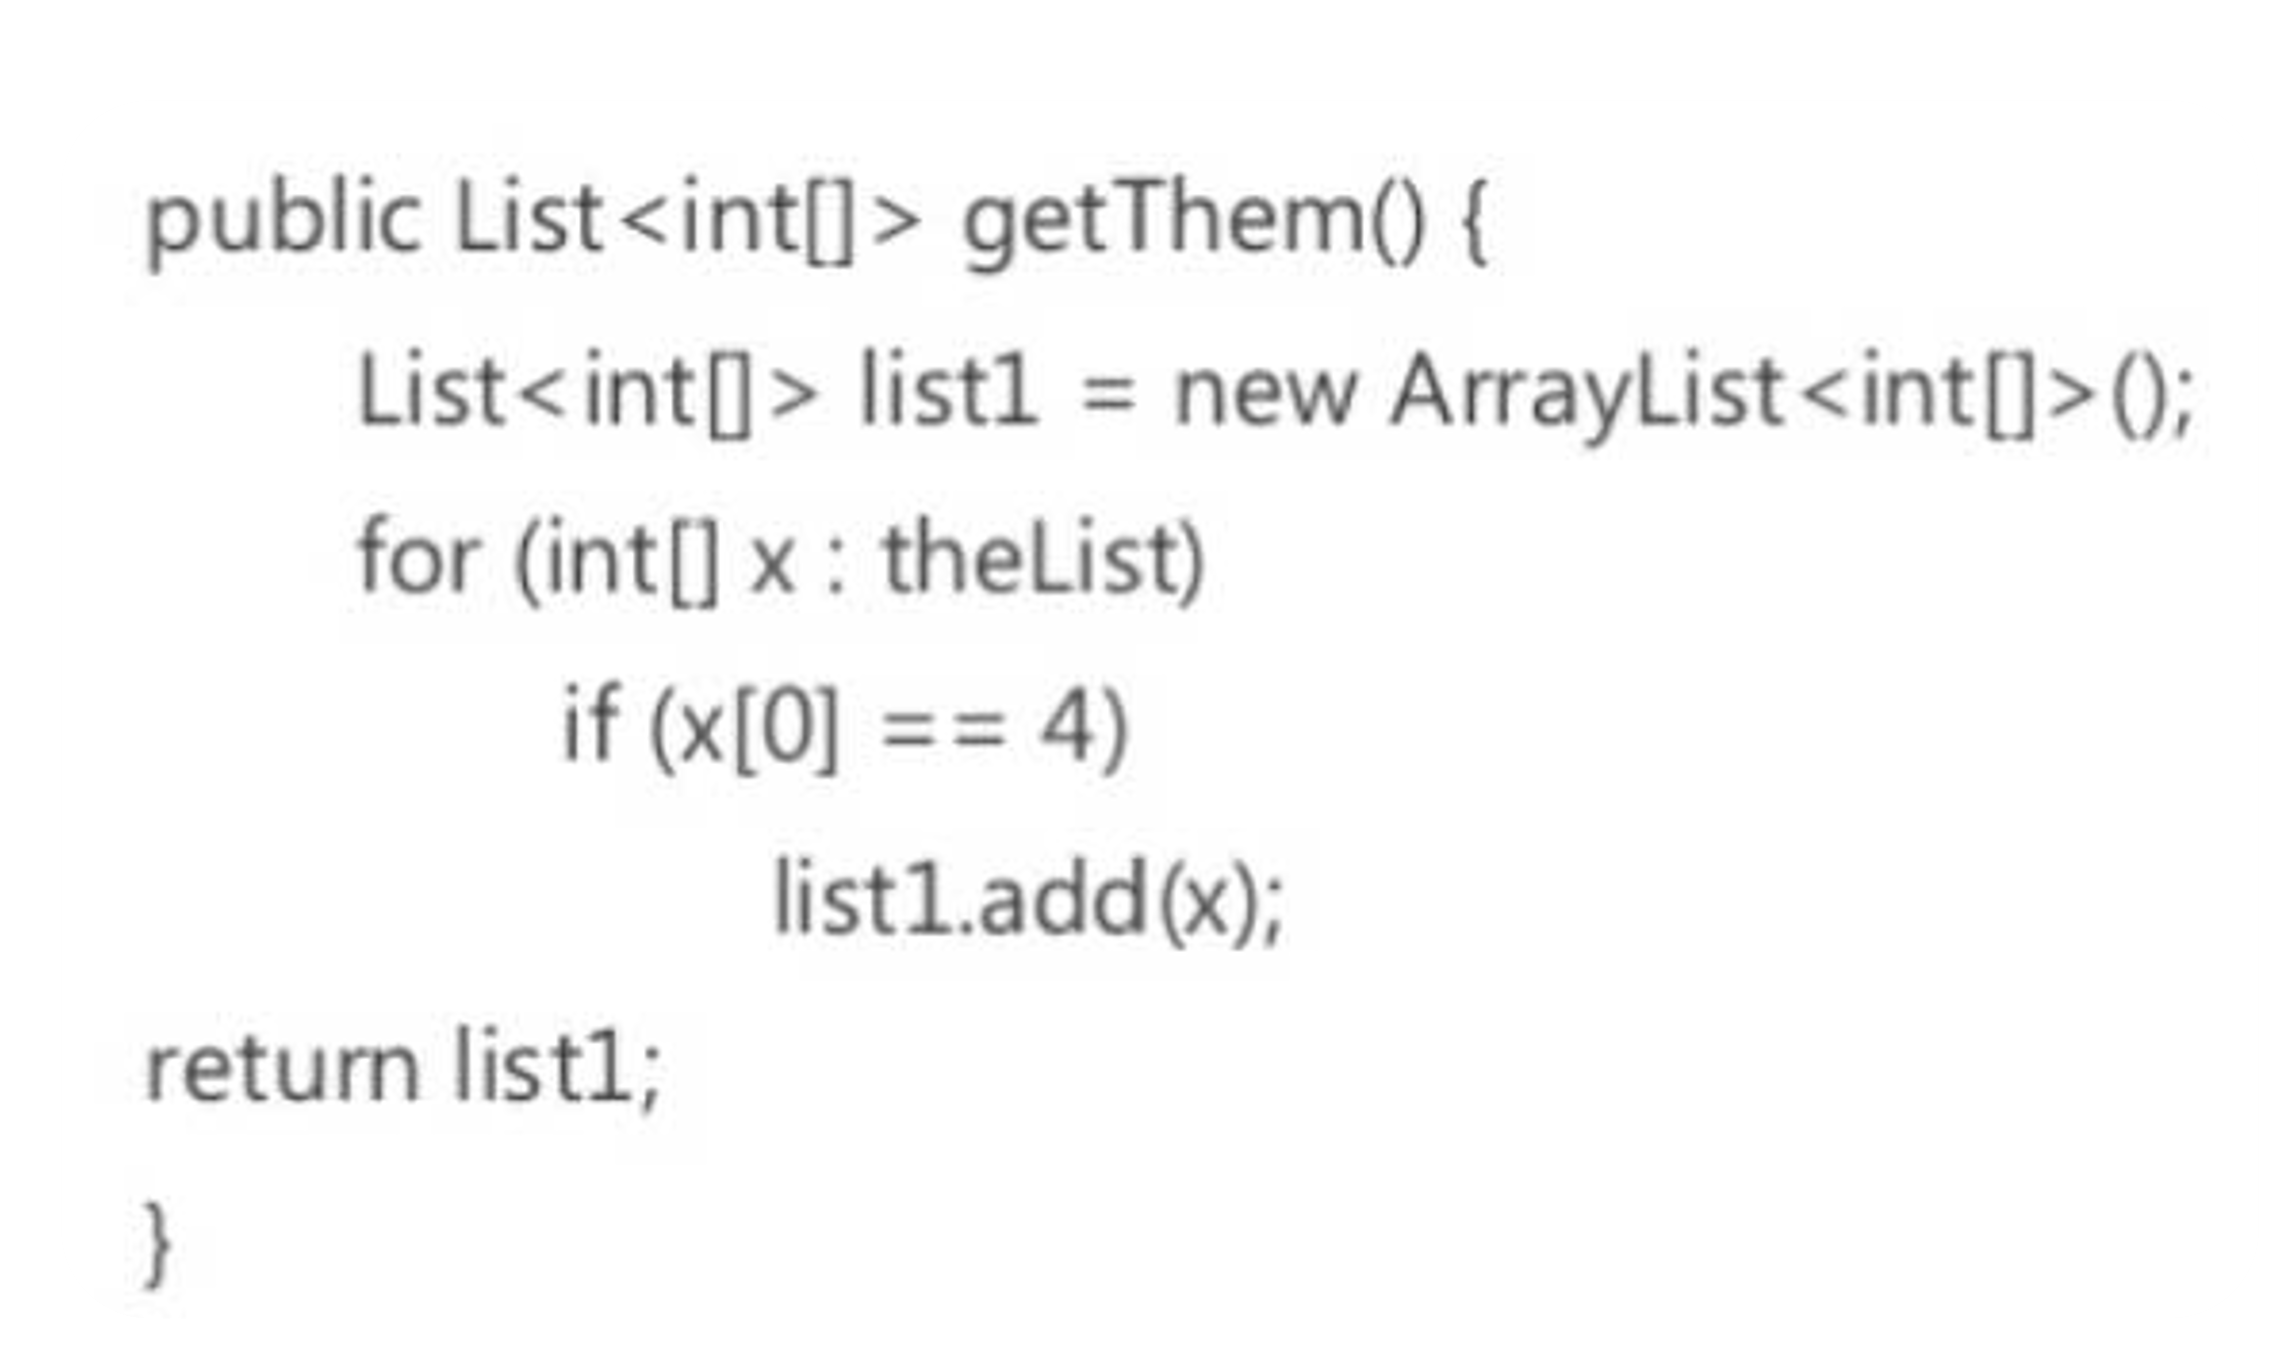 public List<int[]> getThem() {
List<int[]> list1 = new ArrayList<int[]>();
for (int[] x : theList)
if (x[0] == 4)
list1.add(x);
return list1;
}